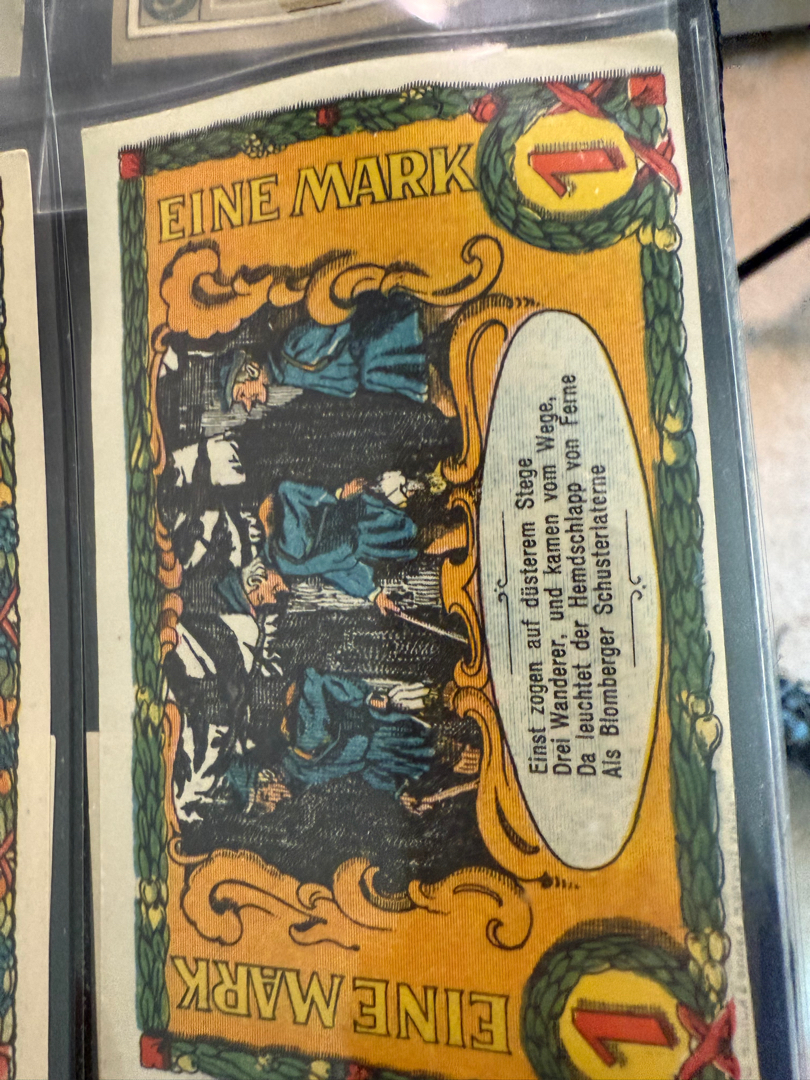 EINE MARK
1
Einst zogen auf düsterem Stege
Drei Wanderer, und kamen vom Wege,
Da leuchtet der Hemdschlapp von Ferne
Als Blomberger Schusterlaterne
EINE MARK
1